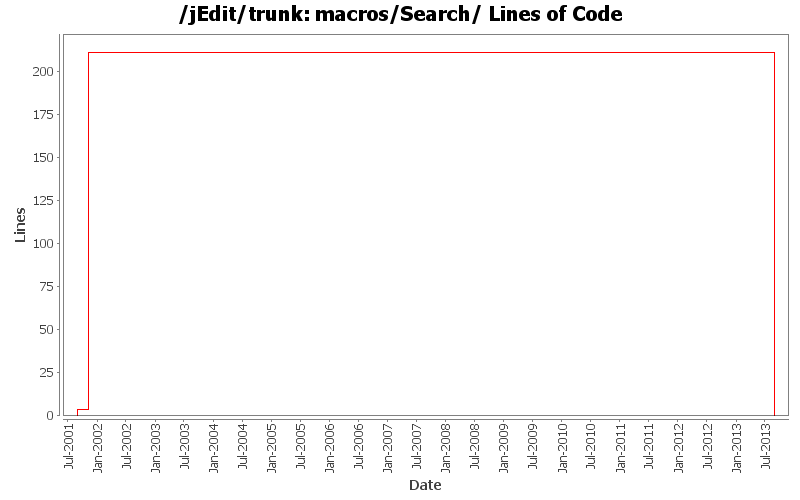 /jEdit/trunk: macros/Search/ Lines of Code
200
175
150
125
100
75
50
25
0
Lines
Jul-2001
Jan-2002
Jul-2002
Jan-2003
Jul-2003
Jan-2004
Jul-2004
Jan-2005
Jul-2005
Jan-2006
Jul-2006
Jan-2007
Jul-2007
Jan-2008
Jul-2008
Jan-2009
Jul-2009
Jan-2010
Jul-2010
Jan-2011
Jul-2011
Jan-2012
Jul-2012
Jan-2013
Jul-2013
Date